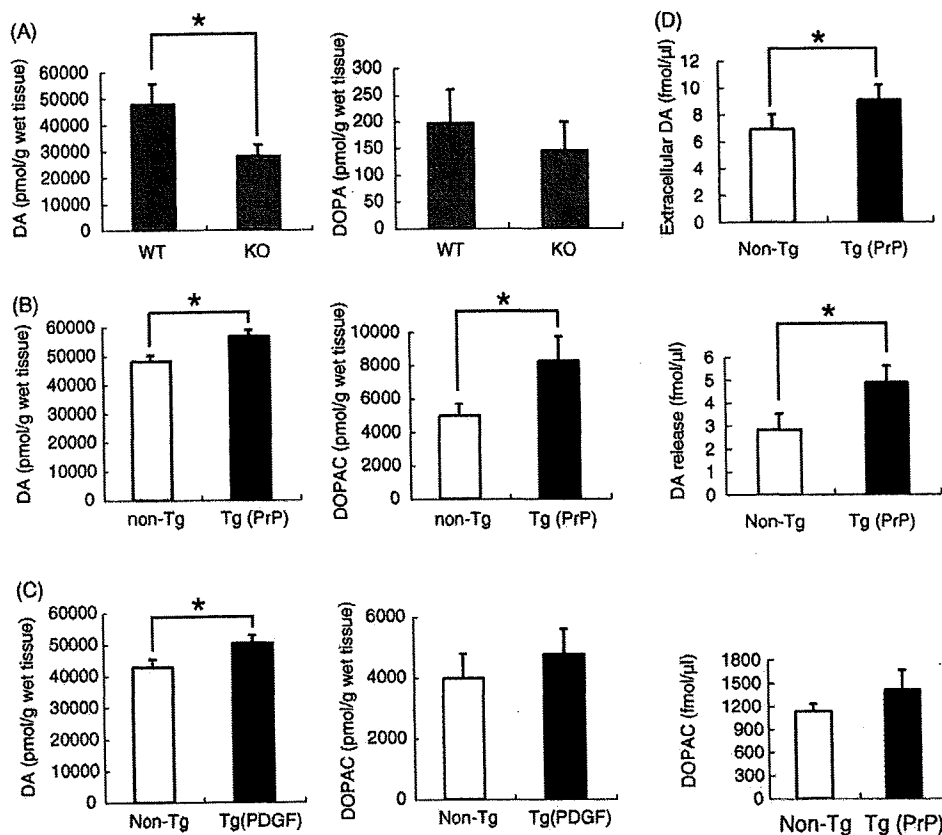 (A)
*
DA (pmol/g wet tissue)
60000
50000
40000
30000
20000
10000
0
WT KO
DOPA (pmol/g wet tissue)
300
250
200
150
100
50
0
WT KO
(D)
*
Extracellular DA (fmol/µl)
12
10
8
6
4
2
0
Non-Tg Tg (PrP)
(B)
*
DA (pmol/g wet tissue)
60000
50000
40000
30000
20000
10000
0
non-Tg Tg (PrP)
*
DOPAC (pmol/g wet tissue)
10000
8000
6000
4000
2000
0
non-Tg Tg (PrP)
*
DA release (fmol/µl)
6
5
4
3
2
1
0
Non-Tg Tg (PrP)
(C)
*
DA (pmol/g wet tissue)
60000
50000
40000
30000
20000
10000
0
Non-Tg Tg(PDGF)
DOPAC (pmol/g wet tissue)
6000
4000
2000
0
Non-Tg Tg(PDGF)
DOPAC (fmol/µl)
1800
1500
1200
900
600
300
0
Non-Tg Tg (PrP)